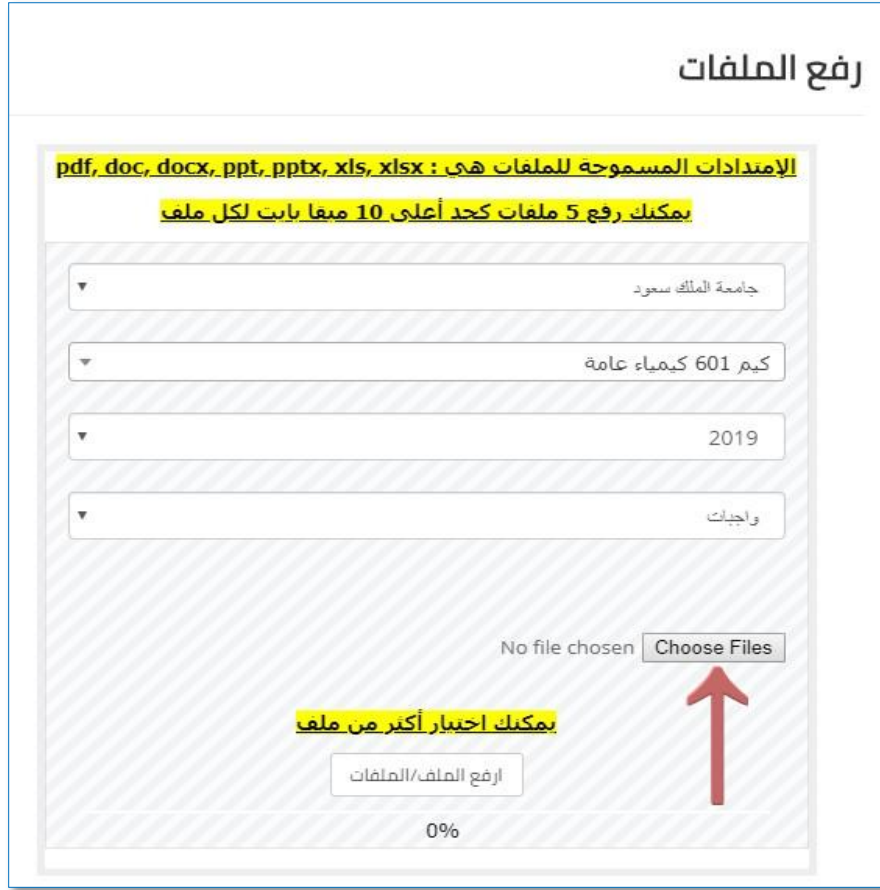 رفع الملفات
الإمتدادات المسموحة للملفات هي : pdf, doc, docx, ppt, pptx, xls, xlsx
يمكنك رفع 5 ملفات كحد أعلى 10 ميقا بايت لكل ملف
جامعة الملك سعود
كيم 601 كيمياء عامة
2019
واجبات
Choose Files No file chosen
يمكنك اختيار أكثر من ملف
ارفع الملف/الملفات
0%